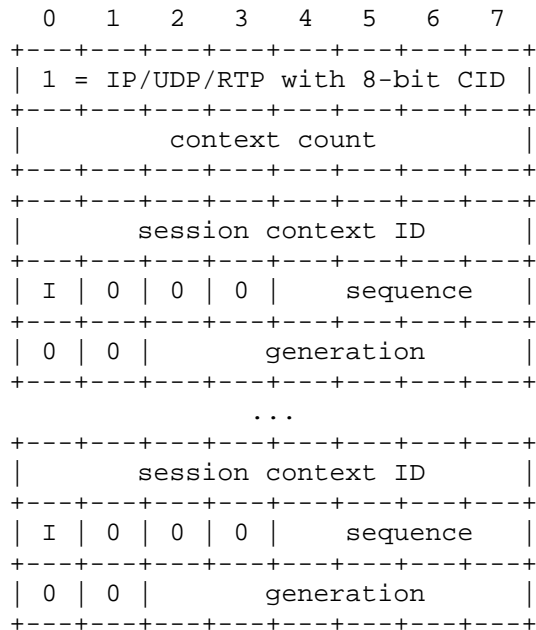 0   1   2   3   4   5   6   7
+---+---+---+---+---+---+---+---+
| 1 = IP/UDP/RTP with 8-bit CID |
+---+---+---+---+---+---+---+---+
|         context count         |
+---+---+---+---+---+---+---+---+
+---+---+---+---+---+---+---+---+
|       session context ID      |
+---+---+---+---+---+---+---+---+
| I | 0 | 0 | 0 |    sequence   |
+---+---+---+---+---+---+---+---+
| 0 | 0 |       generation      |
+---+---+---+---+---+---+---+---+
               ...
+---+---+---+---+---+---+---+---+
|       session context ID      |
+---+---+---+---+---+---+---+---+
| I | 0 | 0 | 0 |    sequence   |
+---+---+---+---+---+---+---+---+
| 0 | 0 |       generation      |
+---+---+---+---+---+---+---+---+